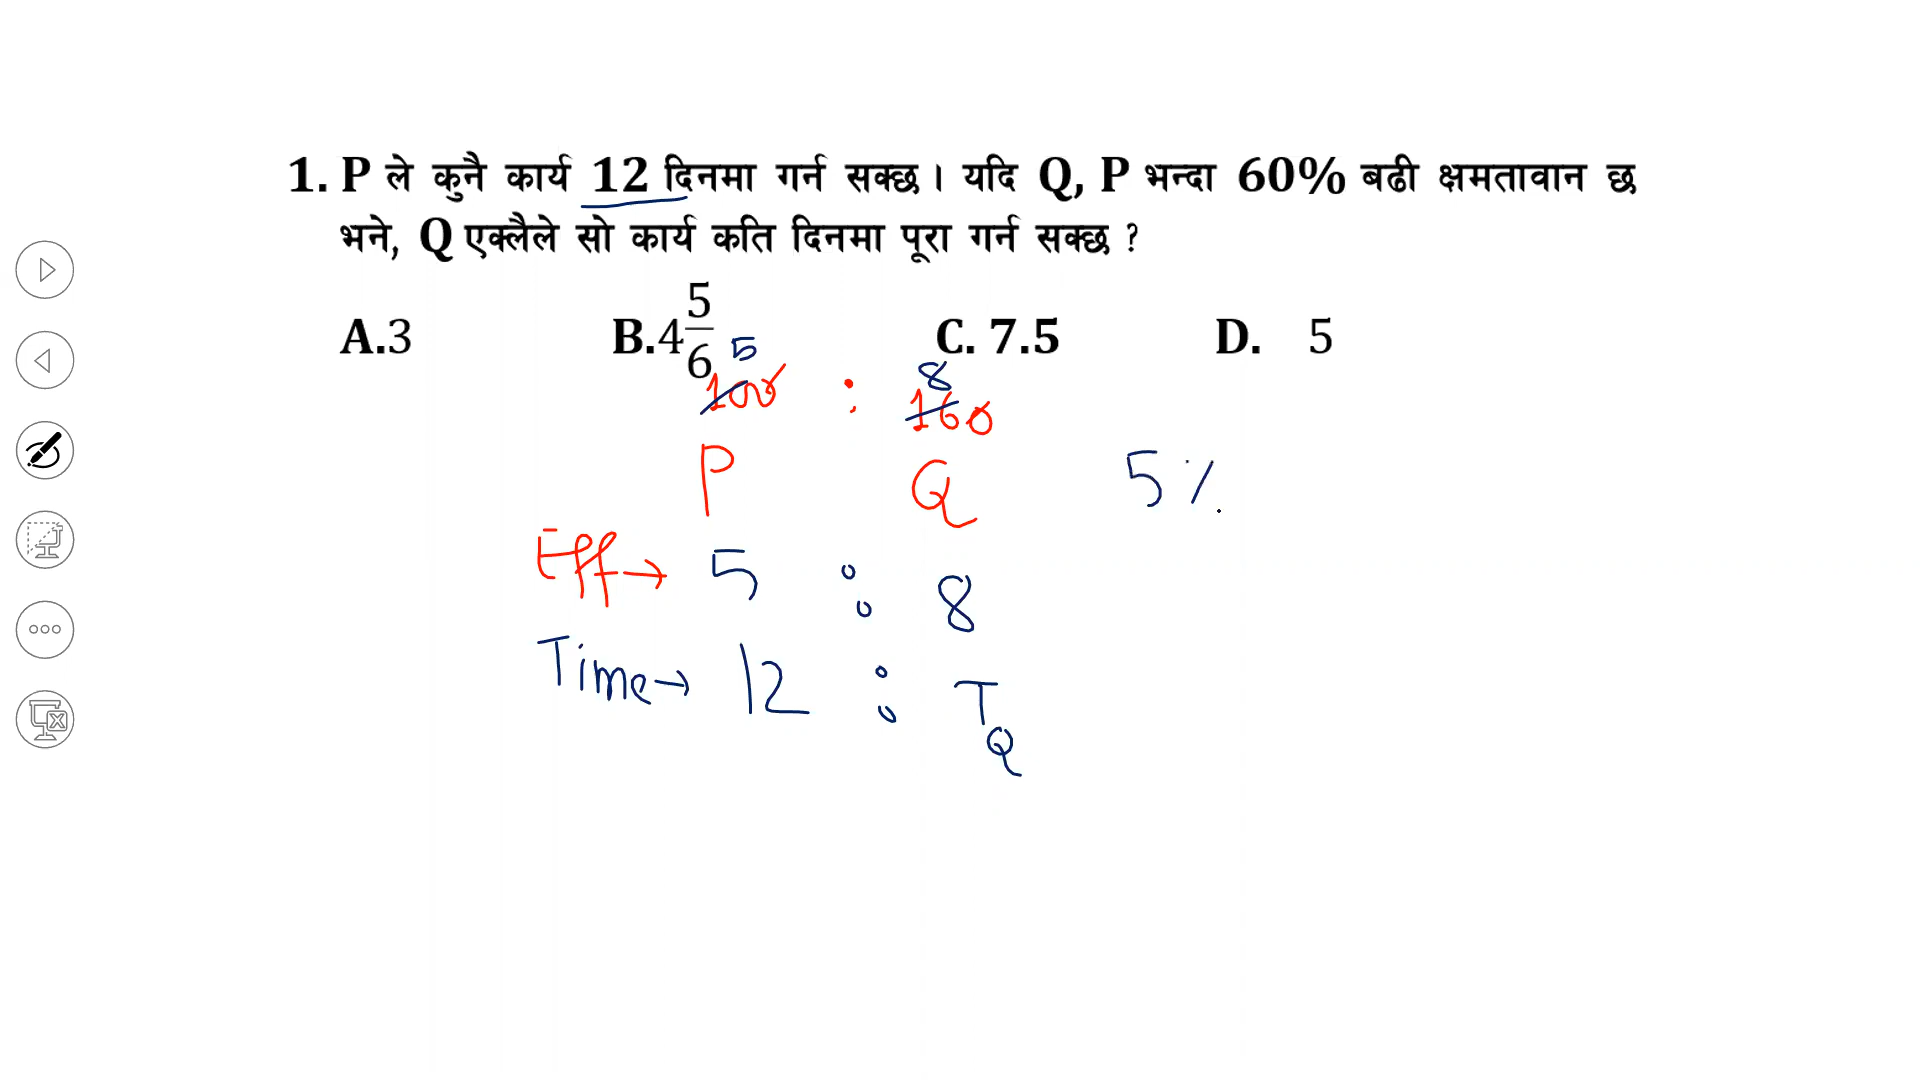 1. P ले कुनै कार्य 12 दिनमा गर्न सक्छ। यदि Q, P भन्दा 60% बढी क्षमतावान छ
भने, Q एक्लैले सो कार्य कति दिनमा पूरा गर्न सक्छ ?
A.3 B.4 5/6 C. 7.5 D. 5
5 8
100 : 160
P Q 5%
Eff→ 5 : 8
Time→ 12 : T_Q